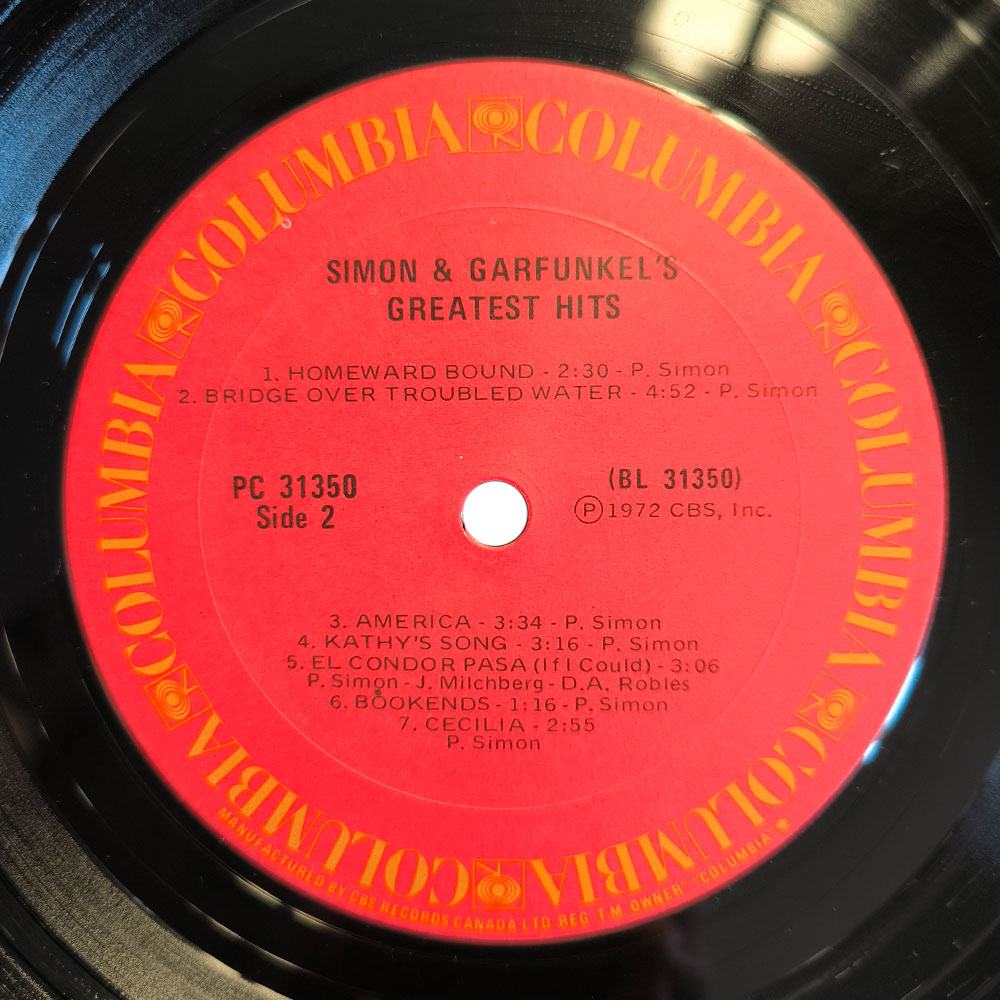 COLUMBIA COLUMBIA COLUMBIA COLUMBIA COLUMBIA COLUMBIA
SIMON & GARFUNKEL'S
GREATEST HITS
1. HOMEWARD BOUND - 2:30 - P. Simon
2. BRIDGE OVER TROUBLED WATER - 4:52 - P. Simon
PC 31350
Side 2
(BL 31350)
Ⓟ 1972 CBS, Inc.
3. AMERICA - 3:34 - P. Simon
4. KATHY'S SONG - 3:16 - P. Simon
5. EL CONDOR PASA (If I Could) - 3:06
P. Simon - J. Milchberg - D.A. Robles
6. BOOKENDS - 1:16 - P. Simon
7. CECILIA - 2:55
P. Simon
MANUFACTURED BY CBS RECORDS CANADA LTD. REG. T.M. OWNER "COLUMBIA"